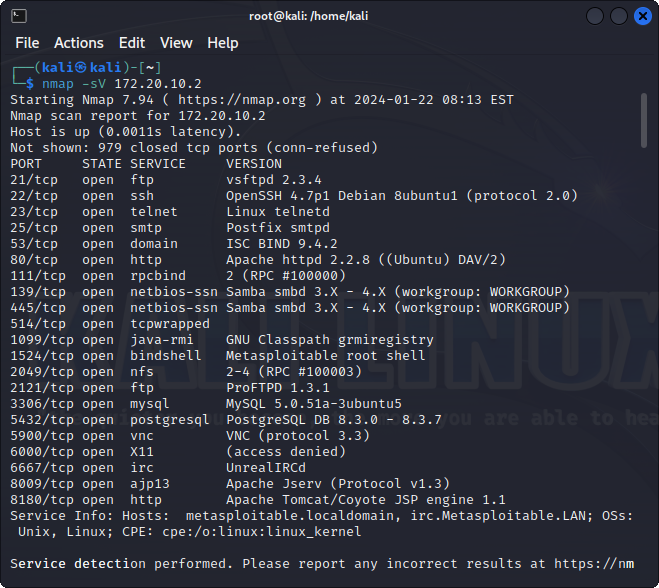 root@kali: /home/kali
File Actions Edit View Help
┌──(kali㉿kali)-[~]
└─$ nmap -sV 172.20.10.2
Starting Nmap 7.94 ( https://nmap.org ) at 2024-01-22 08:13 EST
Nmap scan report for 172.20.10.2
Host is up (0.0011s latency).
Not shown: 979 closed tcp ports (conn-refused)
PORT     STATE SERVICE     VERSION
21/tcp   open  ftp         vsftpd 2.3.4
22/tcp   open  ssh         OpenSSH 4.7p1 Debian 8ubuntu1 (protocol 2.0)
23/tcp   open  telnet      Linux telnetd
25/tcp   open  smtp        Postfix smtpd
53/tcp   open  domain      ISC BIND 9.4.2
80/tcp   open  http        Apache httpd 2.2.8 ((Ubuntu) DAV/2)
111/tcp  open  rpcbind     2 (RPC #100000)
139/tcp  open  netbios-ssn Samba smbd 3.X - 4.X (workgroup: WORKGROUP)
445/tcp  open  netbios-ssn Samba smbd 3.X - 4.X (workgroup: WORKGROUP)
514/tcp  open  tcpwrapped
1099/tcp open  java-rmi    GNU Classpath grmiregistry
1524/tcp open  bindshell   Metasploitable root shell
2049/tcp open  nfs         2-4 (RPC #100003)
2121/tcp open  ftp         ProFTPD 1.3.1
3306/tcp open  mysql       MySQL 5.0.51a-3ubuntu5
5432/tcp open  postgresql  PostgreSQL DB 8.3.0 - 8.3.7
5900/tcp open  vnc         VNC (protocol 3.3)
6000/tcp open  X11         (access denied)
6667/tcp open  irc         UnrealIRCd
8009/tcp open  ajp13       Apache Jserv (Protocol v1.3)
8180/tcp open  http        Apache Tomcat/Coyote JSP engine 1.1
Service Info: Hosts:  metasploitable.localdomain, irc.Metasploitable.LAN; OSs:
 Unix, Linux; CPE: cpe:/o:linux:linux_kernel
Service detection performed. Please report any incorrect results at https://nm
KALI LINUX
you are able to hea